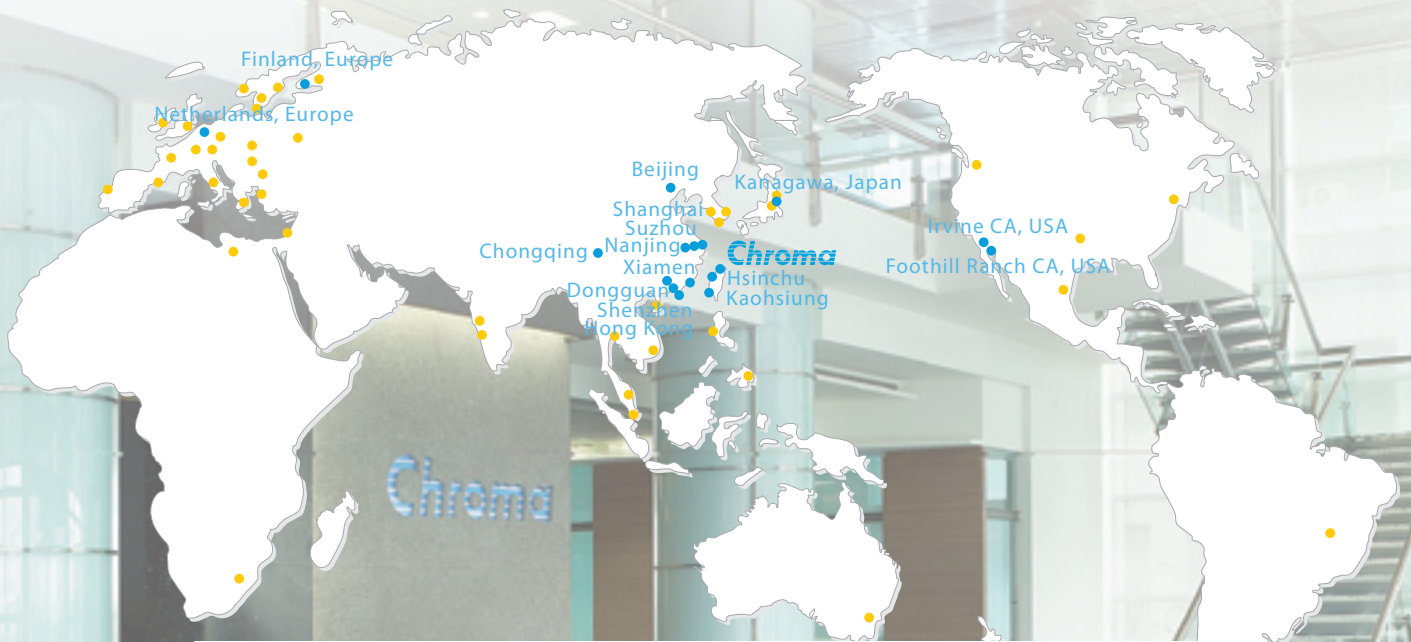 Finland, Europe
Netherlands, Europe
Beijing
Kanagawa, Japan
Shanghai
Suzhou
Irvine CA, USA
Chongqing
Nanjing
Chroma
Xiamen
Foothill Ranch CA, USA
Hsinchu
Dongguan
Kaohsiung
Shenzhen
Hong Kong
Chroma